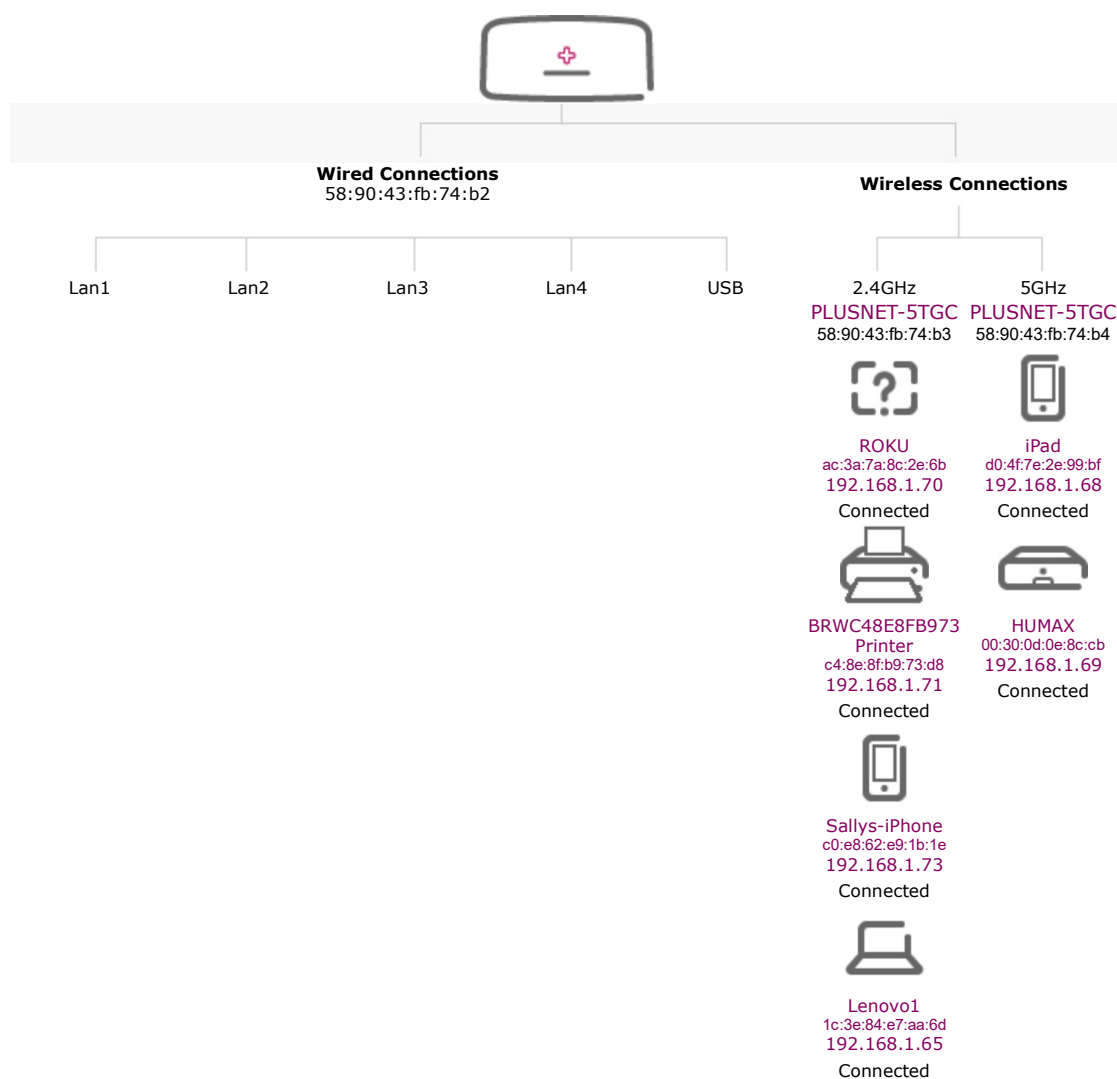 Wired Connections
58:90:43:fb:74:b2
Wireless Connections
Lan1 Lan2 Lan3 Lan4 USB 2.4GHz 5GHz
PLUSNET-5TGC PLUSNET-5TGC
58:90:43:fb:74:b3 58:90:43:fb:74:b4
ROKU iPad
ac:3a:7a:8c:2e:6b d0:4f:7e:2e:99:bf
192.168.1.70 192.168.1.68
Connected Connected
BRWC48E8FB973 HUMAX
Printer 00:30:0d:0e:8c:cb
c4:8e:8f:b9:73:d8 192.168.1.69
192.168.1.71 Connected
Connected
Sallys-iPhone
c0:e8:62:e9:1b:1e
192.168.1.73
Connected
Lenovo1
1c:3e:84:e7:aa:6d
192.168.1.65
Connected